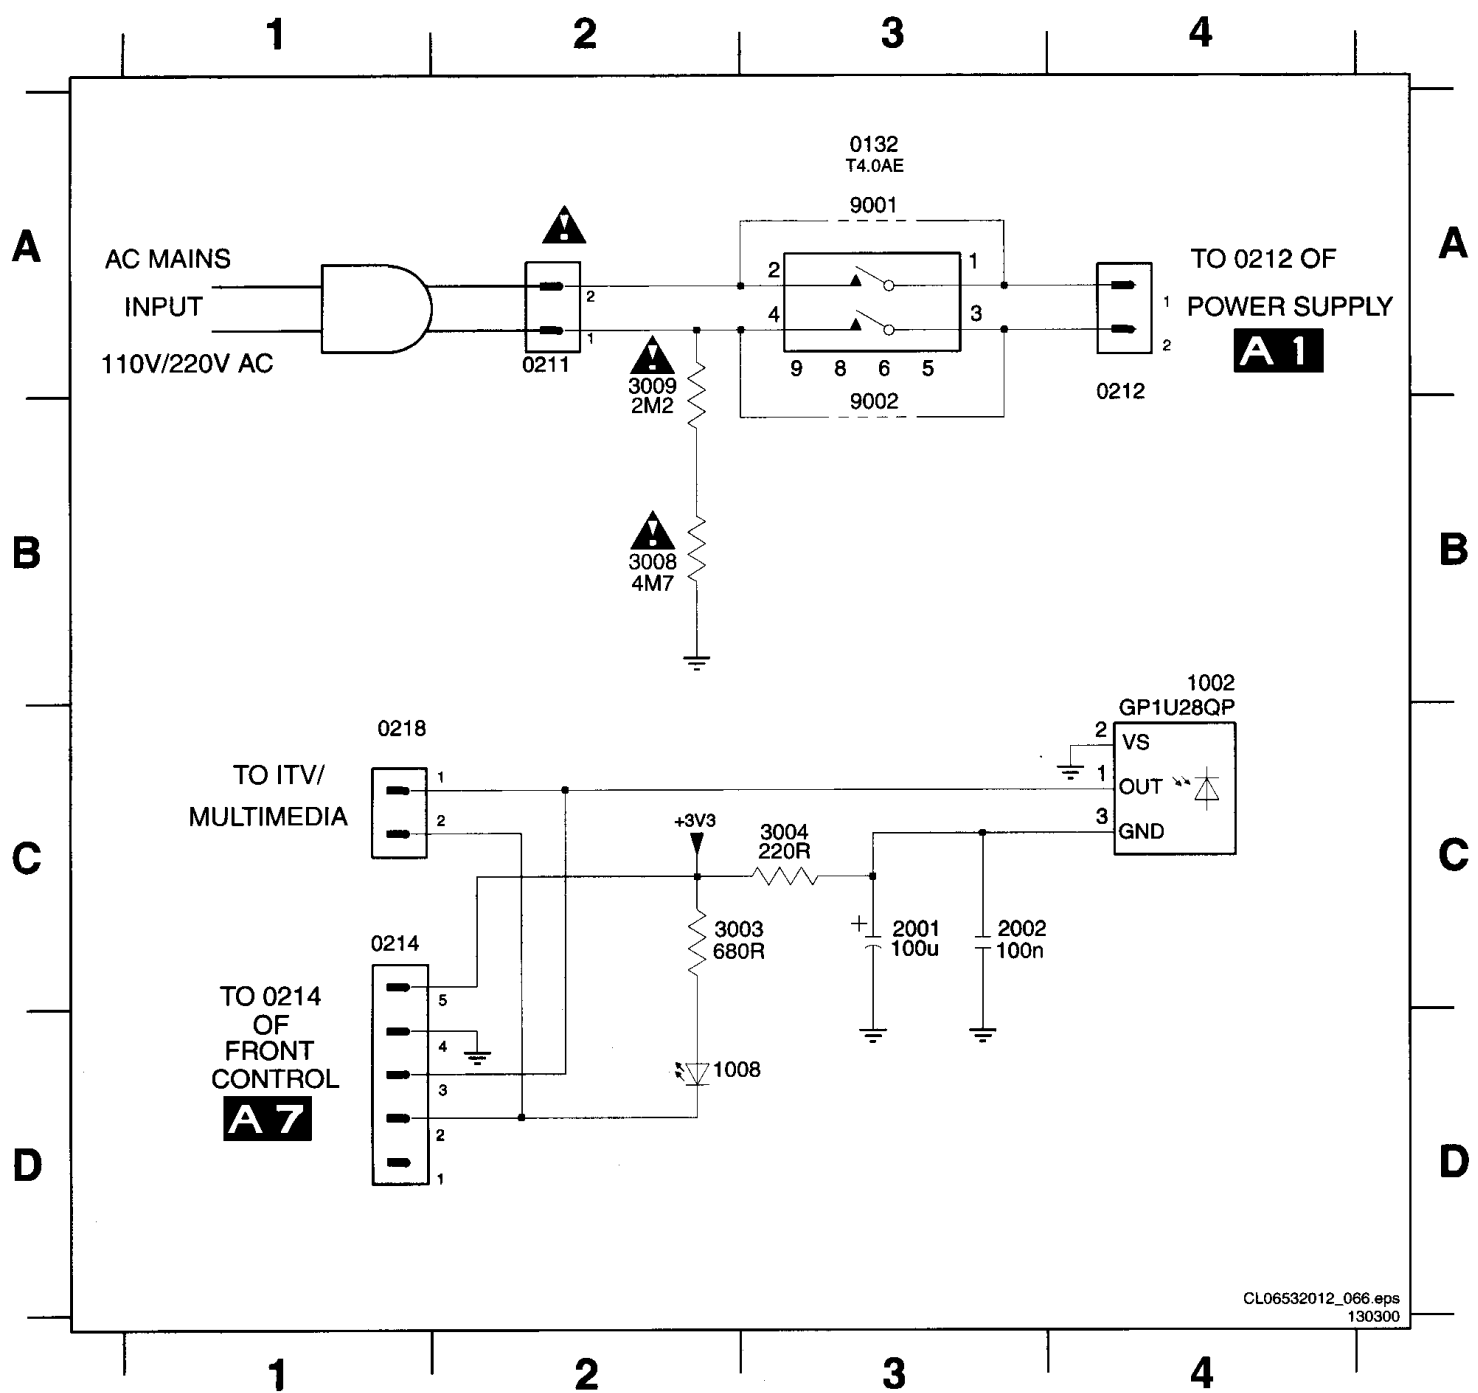 1 2 3 4
A A
0132
T4.0AE
9001
AC MAINS
INPUT
110V/220V AC
2
1
0211
2 1
4 3
9 8 6 5
9002
TO 0212 OF
POWER SUPPLY
A 1
1
2
0212
3009
2M2
B B
3008
4M7
1002
GP1U28QP
2 VS
1 OUT
3 GND
0218
TO ITV/
MULTIMEDIA
1
2
+3V3
3004
220R
C C
3003
680R
+ 2001
100u
2002
100n
0214
TO 0214
OF
FRONT
CONTROL
A 7
5
4
3
2
1
1008
D D
CL06532012_066.eps
130300
1 2 3 4